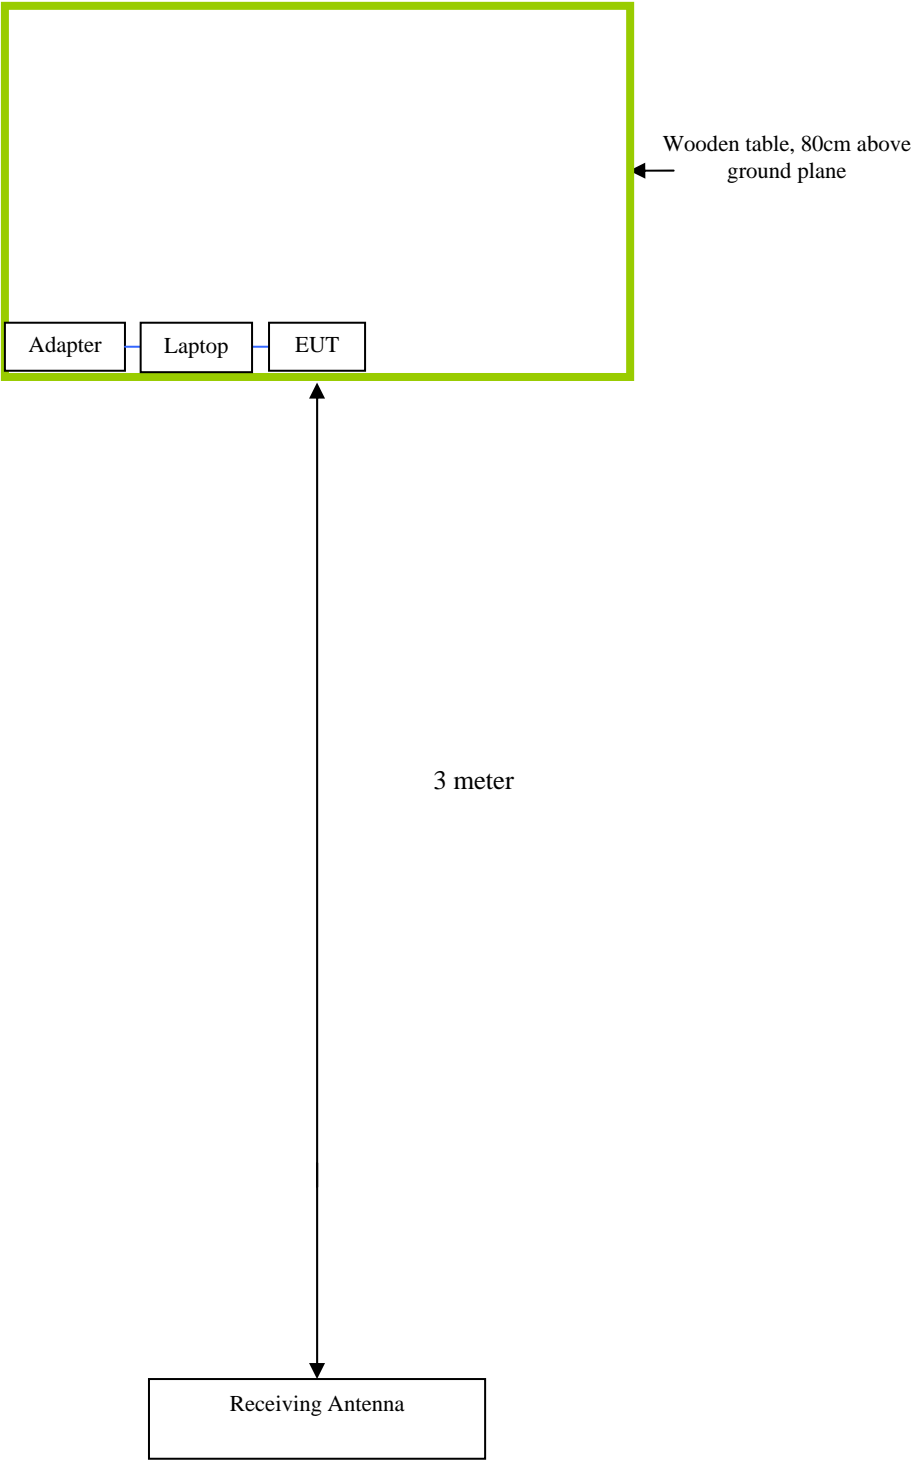 Wooden table, 80cm above
ground plane
Adapter
Laptop
EUT
3 meter
Receiving Antenna